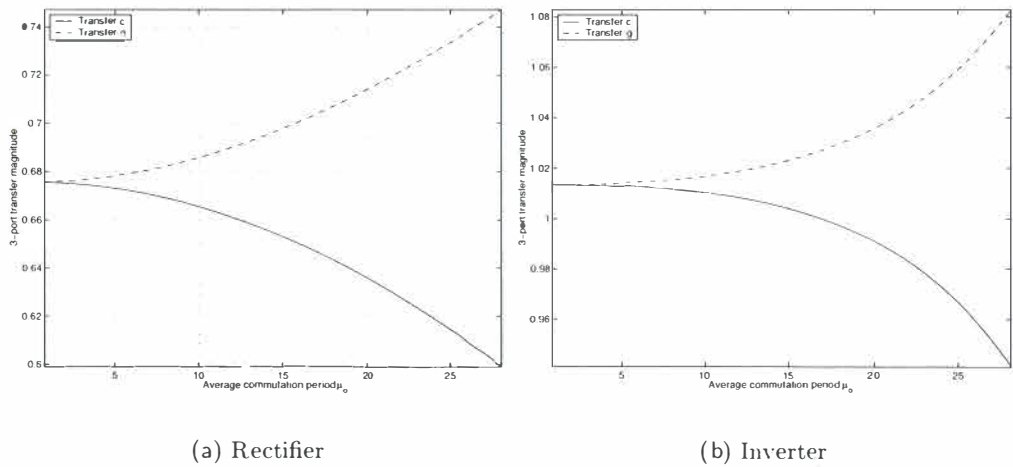 0.74
0.72
0.7
0.68
0.66
0.64
0.62
0.6
Transfer c
Transfer g
3-port transfer magnitude
5
10
15
20
25
Average commutation period μo
(a) Rectifier
1.08
1.06
1.04
1.02
1
0.98
0.96
Transfer c
Transfer g
3-port transfer magnitude
5
10
15
20
25
Average commutation period μo
(b) Inverter